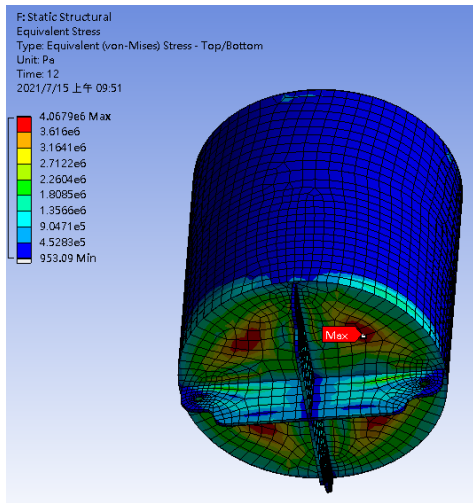 F: Static Structural
Equivalent Stress
Type: Equivalent (von-Mises) Stress - Top/Bottom
Unit: Pa
Time: 12
2021/7/15 上午 09:51
4.0679e6 Max
3.616e6
3.1641e6
2.7122e6
2.2604e6
1.8085e6
1.3566e6
9.0471e5
4.5283e5
953.09 Min
Max